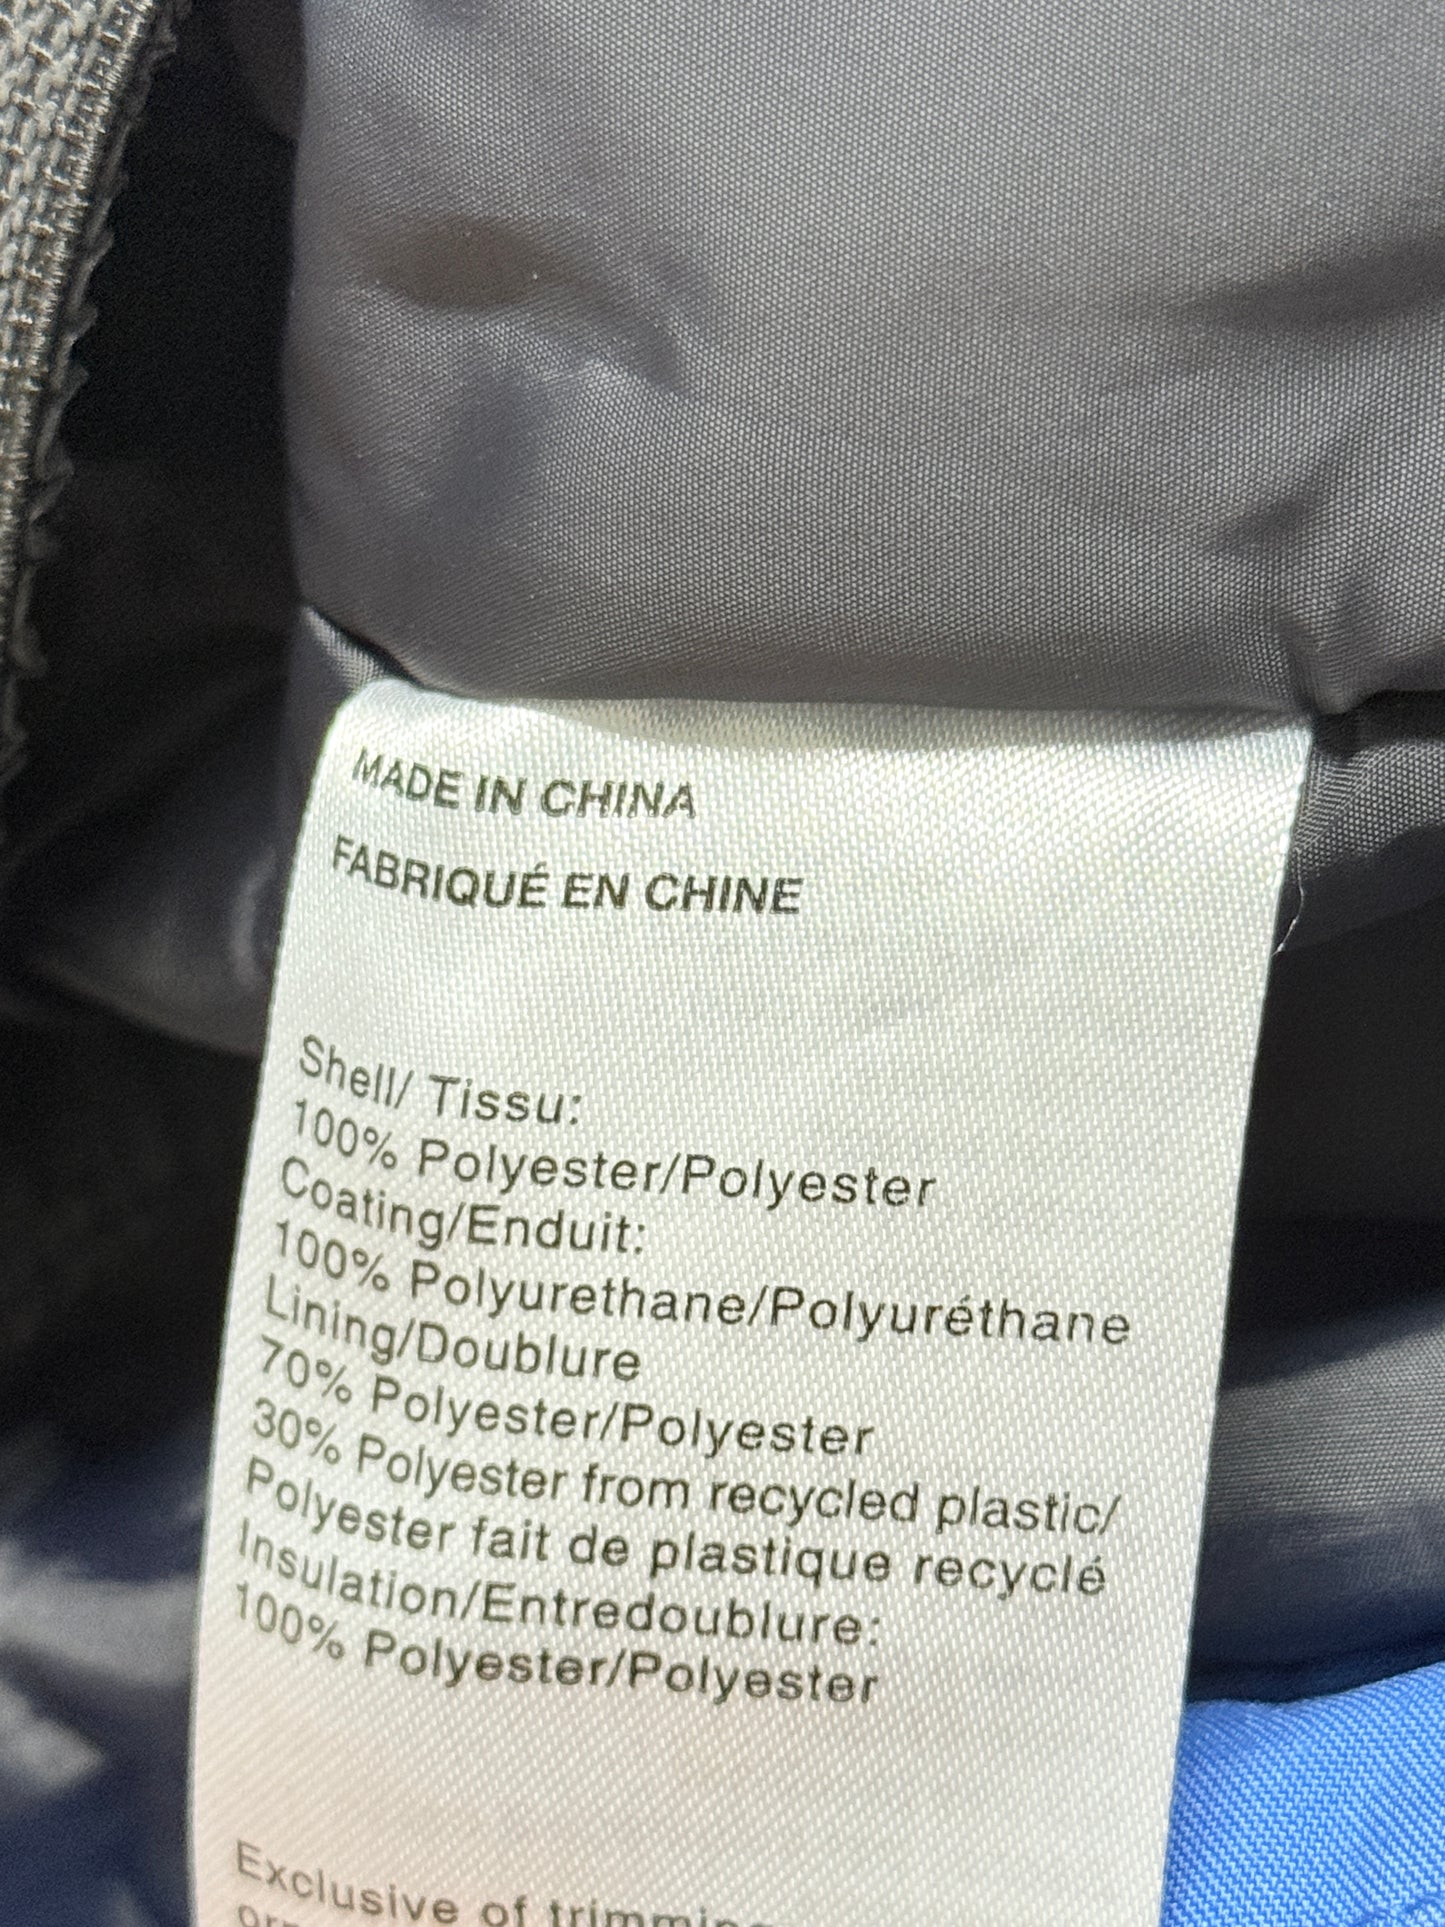 MADE IN CHINA
FABRIQUÉ EN CHINE
Shell/ Tissu:
100% Polyester/Polyester
Coating/Enduit:
100% Polyurethane/Polyuréthane
Lining/Doublure
70% Polyester/Polyester
30% Polyester from recycled plastic/
Polyester fait de plastique recyclé
Insulation/Entredoublure:
100% Polyester/Polyester
Exclusive of